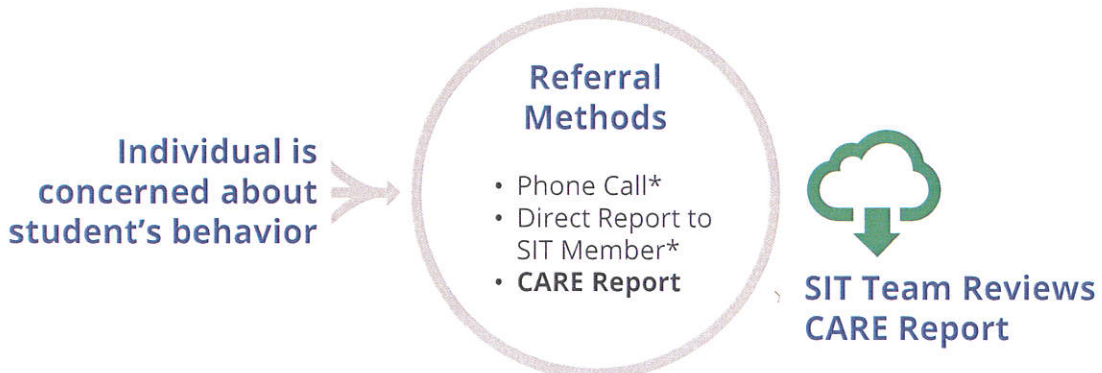 Individual is
concerned about
student's behavior
Referral
Methods
• Phone Call*
• Direct Report to
SIT Member*
• CARE Report
SIT Team Reviews
CARE Report